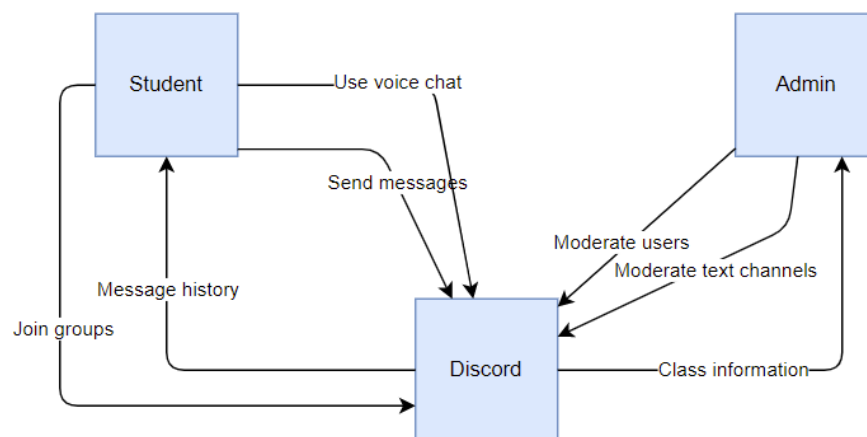 Student
Admin
Use voice chat
Send messages
Moderate users
Moderate text channels
Message history
Join groups
Discord
Class information